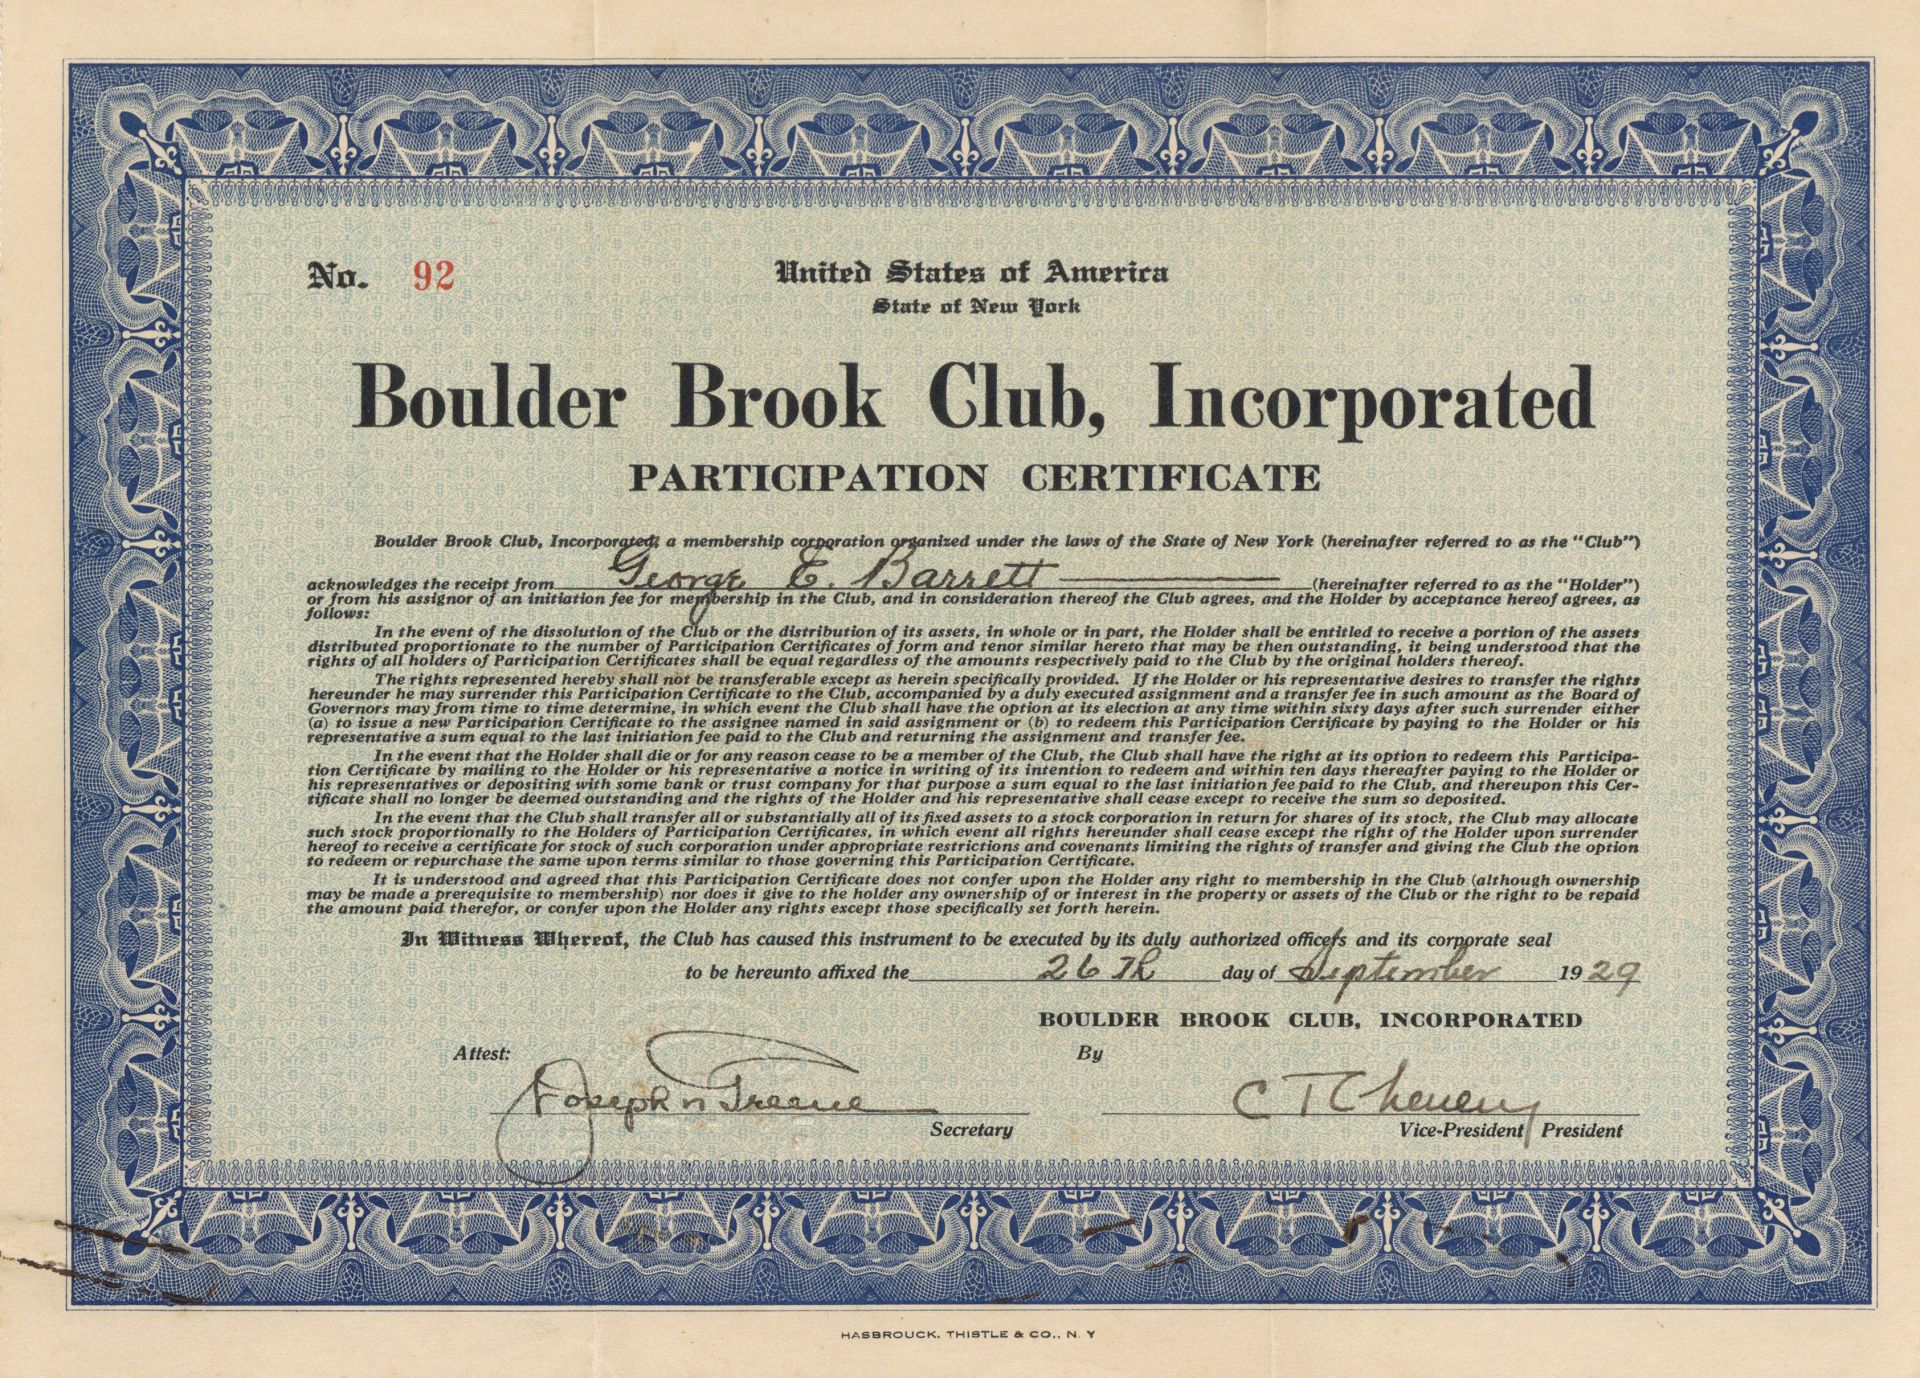 No. 92
United States of America
State of New York
Boulder Brook Club, Incorporated
PARTICIPATION CERTIFICATE
Boulder Brook Club, Incorporated, a membership corporation organized under the laws of the State of New York (hereinafter referred to as the "Club")
acknowledges the receipt from George E. Barrett (hereinafter referred to as the "Holder")
or from his assignor of an initiation fee for membership in the Club, and in consideration thereof the Club agrees, and the Holder by acceptance hereof agrees, as
follows:
In the event of the dissolution of the Club or the distribution of its assets, in whole or in part, the Holder shall be entitled to receive a portion of the assets
distributed proportionate to the number of Participation Certificates of form and tenor similar hereto that may be then outstanding, it being understood that the
rights of all holders of Participation Certificates shall be equal regardless of the amounts respectively paid to the Club by the original holders thereof.
The rights represented hereby shall not be transferable except as herein specifically provided. If the Holder or his representative desires to transfer the rights
hereunder he may surrender this Participation Certificate to the Club, accompanied by a duly executed assignment and a transfer fee in such amount as the Board of
Governors may from time to time determine, in which event the Club shall have the option at its election at any time within sixty days after such surrender either
(a) to issue a new Participation Certificate to the assignee named in said assignment or (b) to redeem this Participation Certificate by paying to the Holder or his
representative a sum equal to the last initiation fee paid to the Club and returning the assignment and transfer fee.
In the event that the Holder shall die or for any reason cease to be a member of the Club, the Club shall have the right at its option to redeem this Participa-
tion Certificate by mailing to the Holder or his representative a notice in writing of its intention to redeem and within ten days thereafter paying to the Holder or
his representatives or depositing with some bank or trust company for that purpose a sum equal to the last initiation fee paid to the Club, and thereupon this Cer-
tificate shall no longer be deemed outstanding and the rights of the Holder and his representative shall cease except to receive the sum so deposited.
In the event that the Club shall transfer all or substantially all of its fixed assets to a stock corporation in return for shares of its stock, the Club may allocate
such stock proportionally to the Holders of Participation Certificates, in which event all rights hereunder shall cease except the right of the Holder upon surrender
hereof to receive a certificate for stock of such corporation under appropriate restrictions and covenants limiting the rights of transfer and giving the Club the option
to redeem or repurchase the same upon terms similar to those governing this Participation Certificate.
It is understood and agreed that this Participation Certificate does not confer upon the Holder any right to membership in the Club (although ownership
may be made a prerequisite to membership) nor does it give to the holder any ownership of or interest in the property or assets of the Club or the right to be repaid
the amount paid therefor, or confer upon the Holder any rights except those specifically set forth herein.
In Witness Whereof, the Club has caused this instrument to be executed by its duly authorized officers and its corporate seal
to be hereunto affixed the 26 Th day of September 1929
BOULDER BROOK CLUB, INCORPORATED
Attest: By
Joseph N Greene C T Cheney
Secretary Vice-President President
HASBROUCK, THISTLE & CO., N. Y